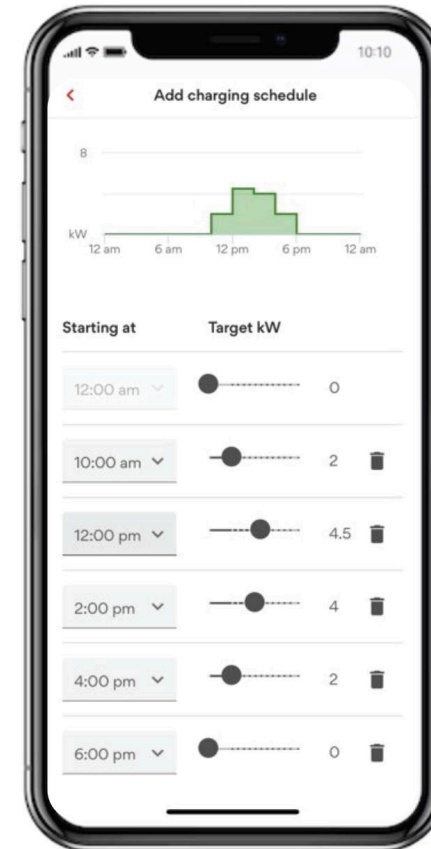 10:10
Add charging schedule
8
kW
12 am 6 am 12 pm 6 pm 12 am
Starting at Target kW
12:00 am 0
10:00 am 2
12:00 pm 4.5
2:00 pm 4
4:00 pm 2
6:00 pm 0